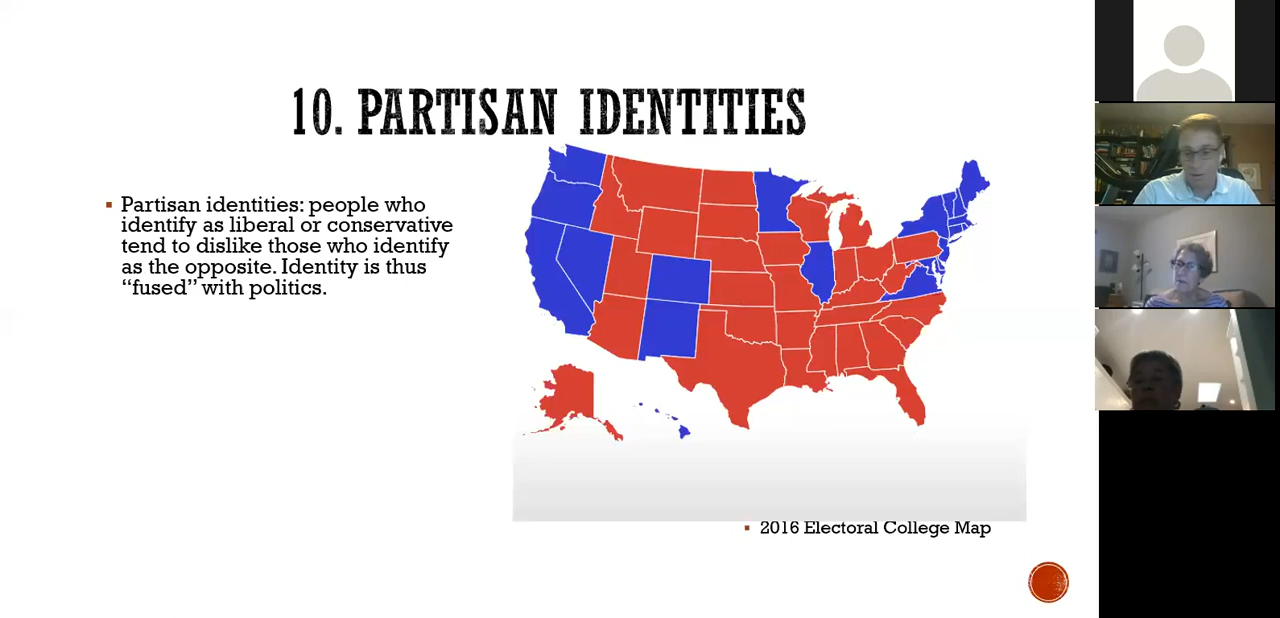 10. PARTISAN IDENTITIES
Partisan identities: people who
identify as liberal or conservative
tend to dislike those who identify
as the opposite. Identity is thus
“fused” with politics.
2016 Electoral College Map